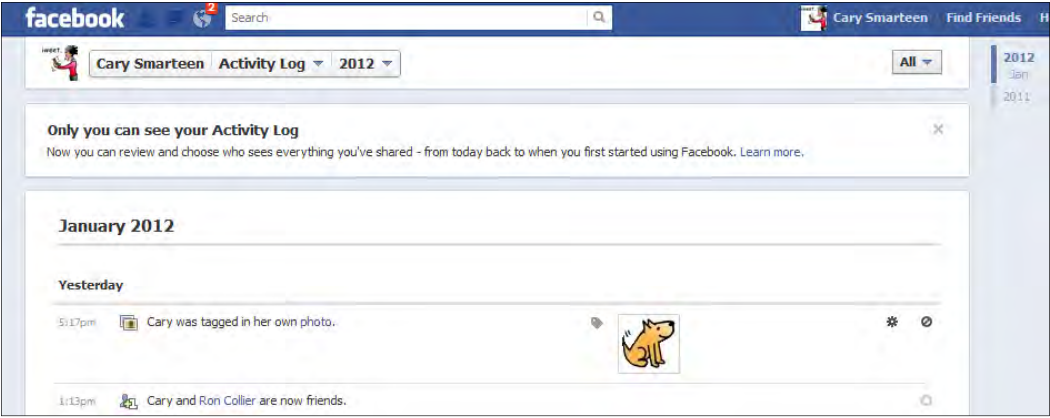 facebook 2 Search Cary Smarteen Find Friends H
Cary Smarteen Activity Log 2012 All
2012
Jan
2011
Only you can see your Activity Log
Now you can review and choose who sees everything you've shared - from today back to when you first started using Facebook. Learn more.
January 2012
Yesterday
5:17pm Cary was tagged in her own photo.
1:13pm Cary and Ron Collier are now friends.